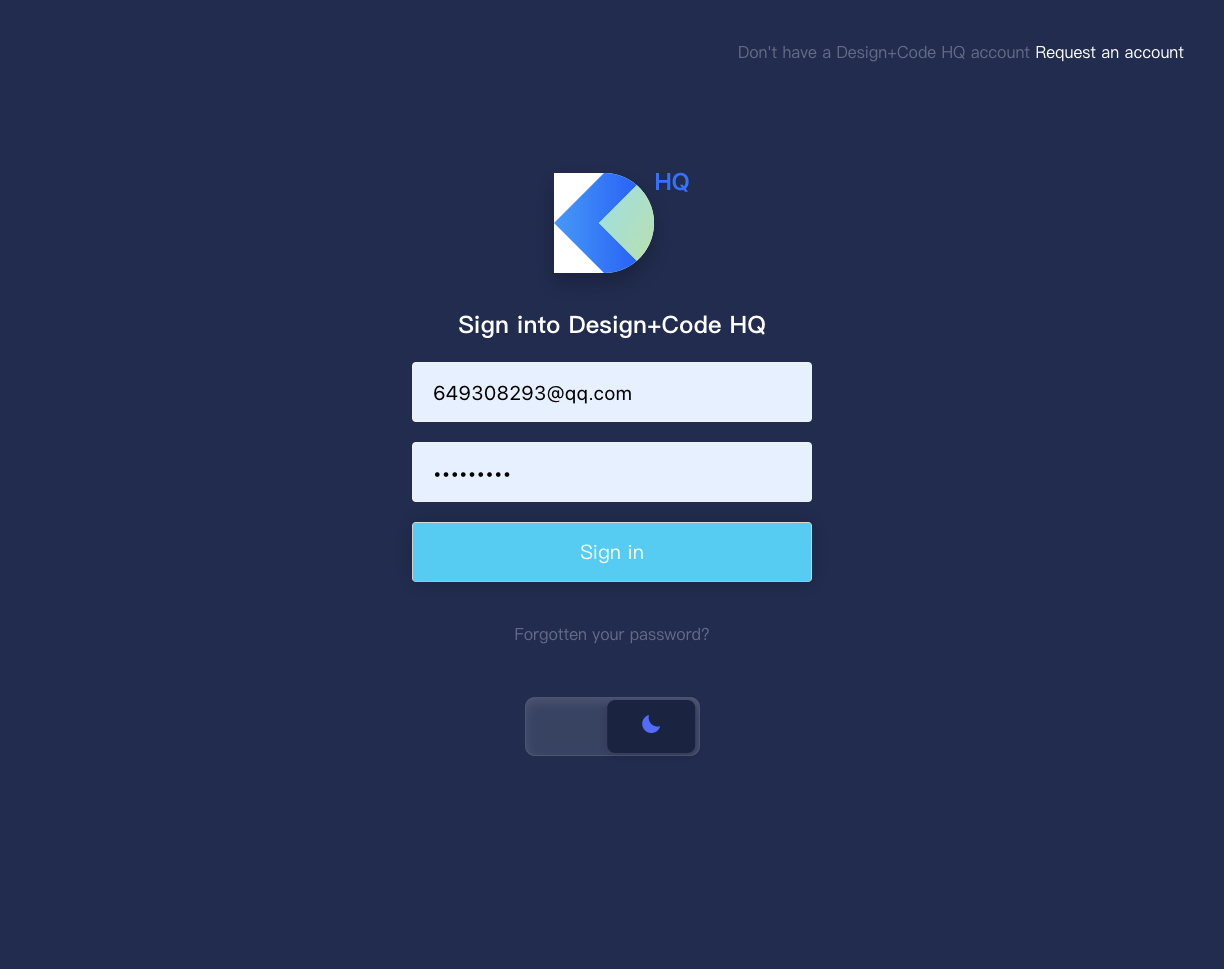 Don't have a Design+Code HQ account Request an account
HQ
Sign into Design+Code HQ
649308293@qq.com
•••••••••
Sign in
Forgotten your password?